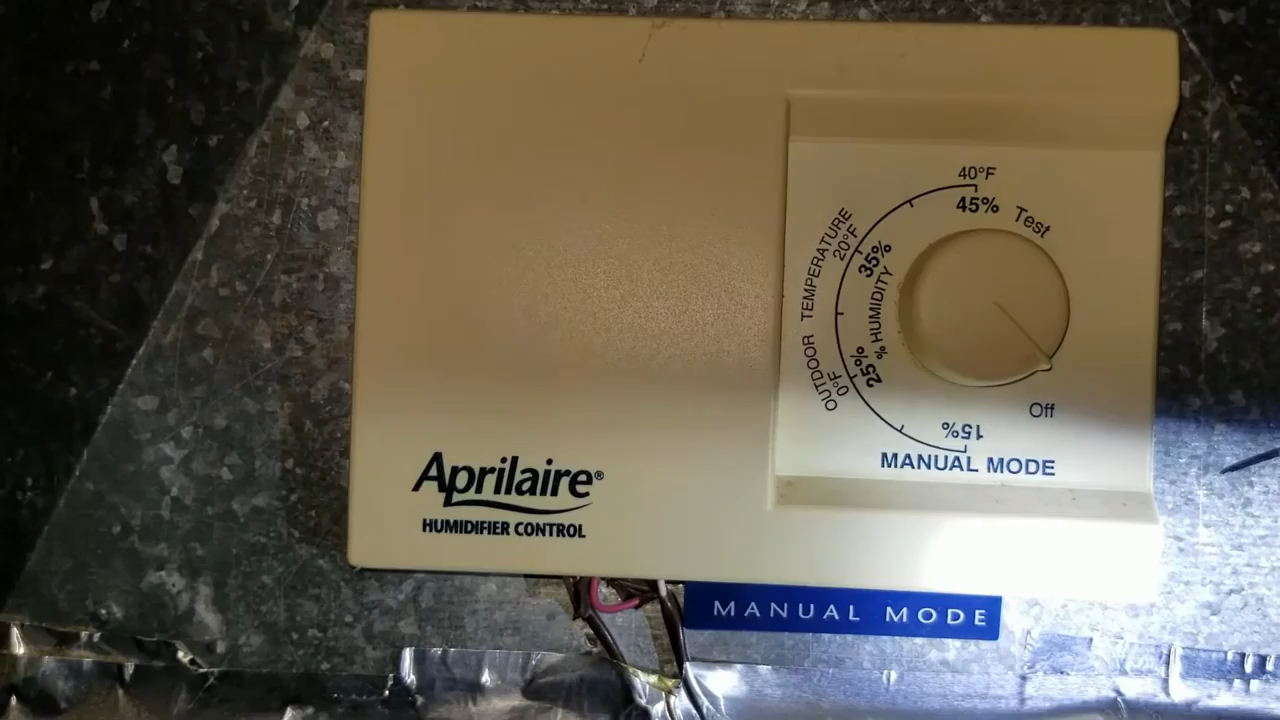 40°F
45%
Test
20°F
35%
OUTDOOR TEMPERATURE
% HUMIDITY
25%
0°F
15%
Off
MANUAL MODE
Aprilaire®
HUMIDIFIER CONTROL
MANUAL MODE